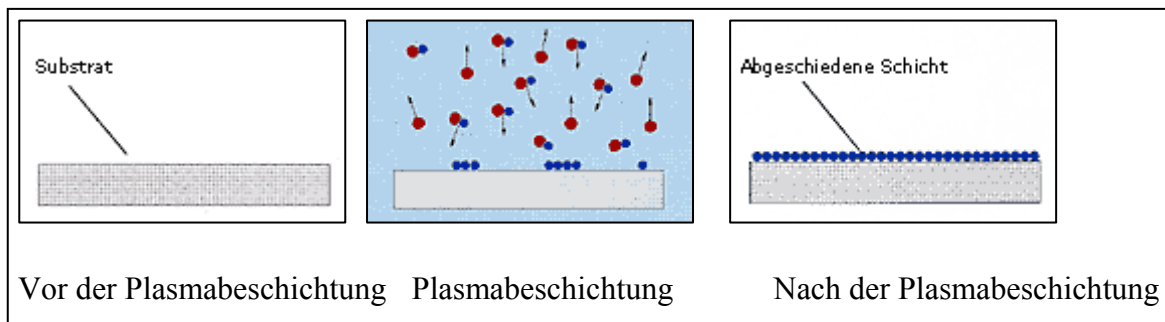 Substrat
Abgeschiedene Schicht
Vor der Plasmabeschichtung Plasmabeschichtung Nach der Plasmabeschichtung